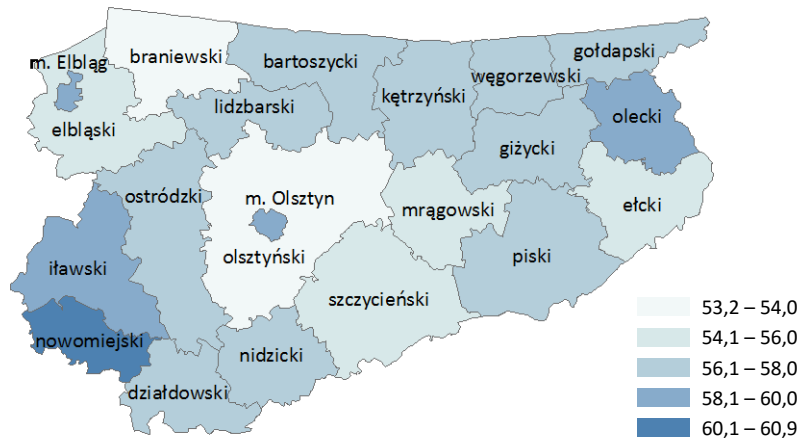 gołdapski
braniewski
bartoszycki
m. Elbląg
węgorzewski
kętrzyński
lidzbarski
olecki
elbląski
giżycki
ostródzki
m. Olsztyn
mrągowski
ełcki
olsztyński
piski
iławski
szczycieński
53,2 – 54,0
54,1 – 56,0
nowomiejski
nidzicki
56,1 – 58,0
działdowski
58,1 – 60,0
60,1 – 60,9